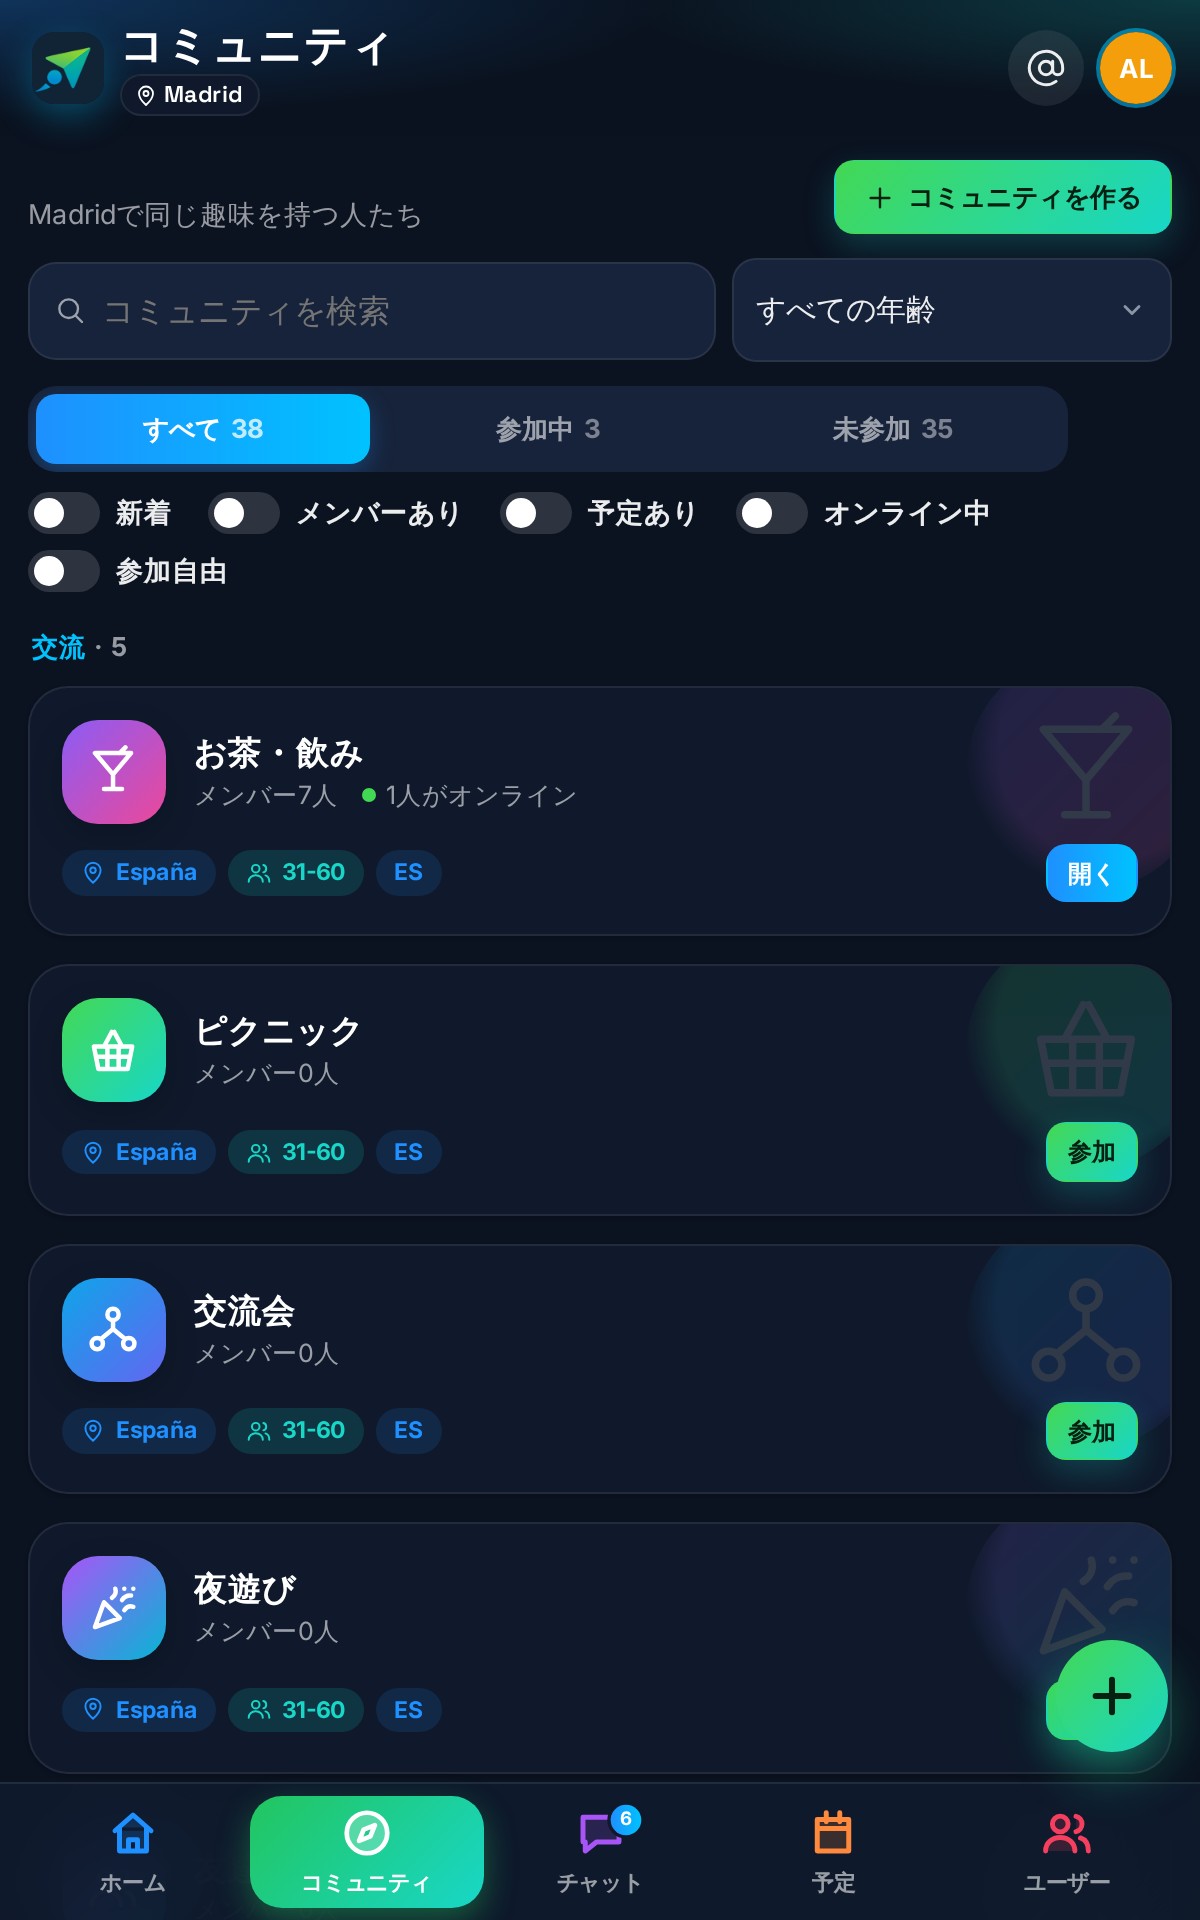 コミュニティ
Madrid
AL
Madridで同じ趣味を持つ人たち
コミュニティを作る
コミュニティを検索
すべての年齢
すべて 38
参加中 3
未参加 35
新着
メンバーあり
予定あり
オンライン中
参加自由
交流 · 5
お茶・飲み
メンバー7人 1人がオンライン
España 31-60 ES
開く
ピクニック
メンバー0人
España 31-60 ES
参加
交流会
メンバー0人
España 31-60 ES
参加
夜遊び
メンバー0人
España 31-60 ES
6
ホーム
コミュニティ
チャット
予定
ユーザー